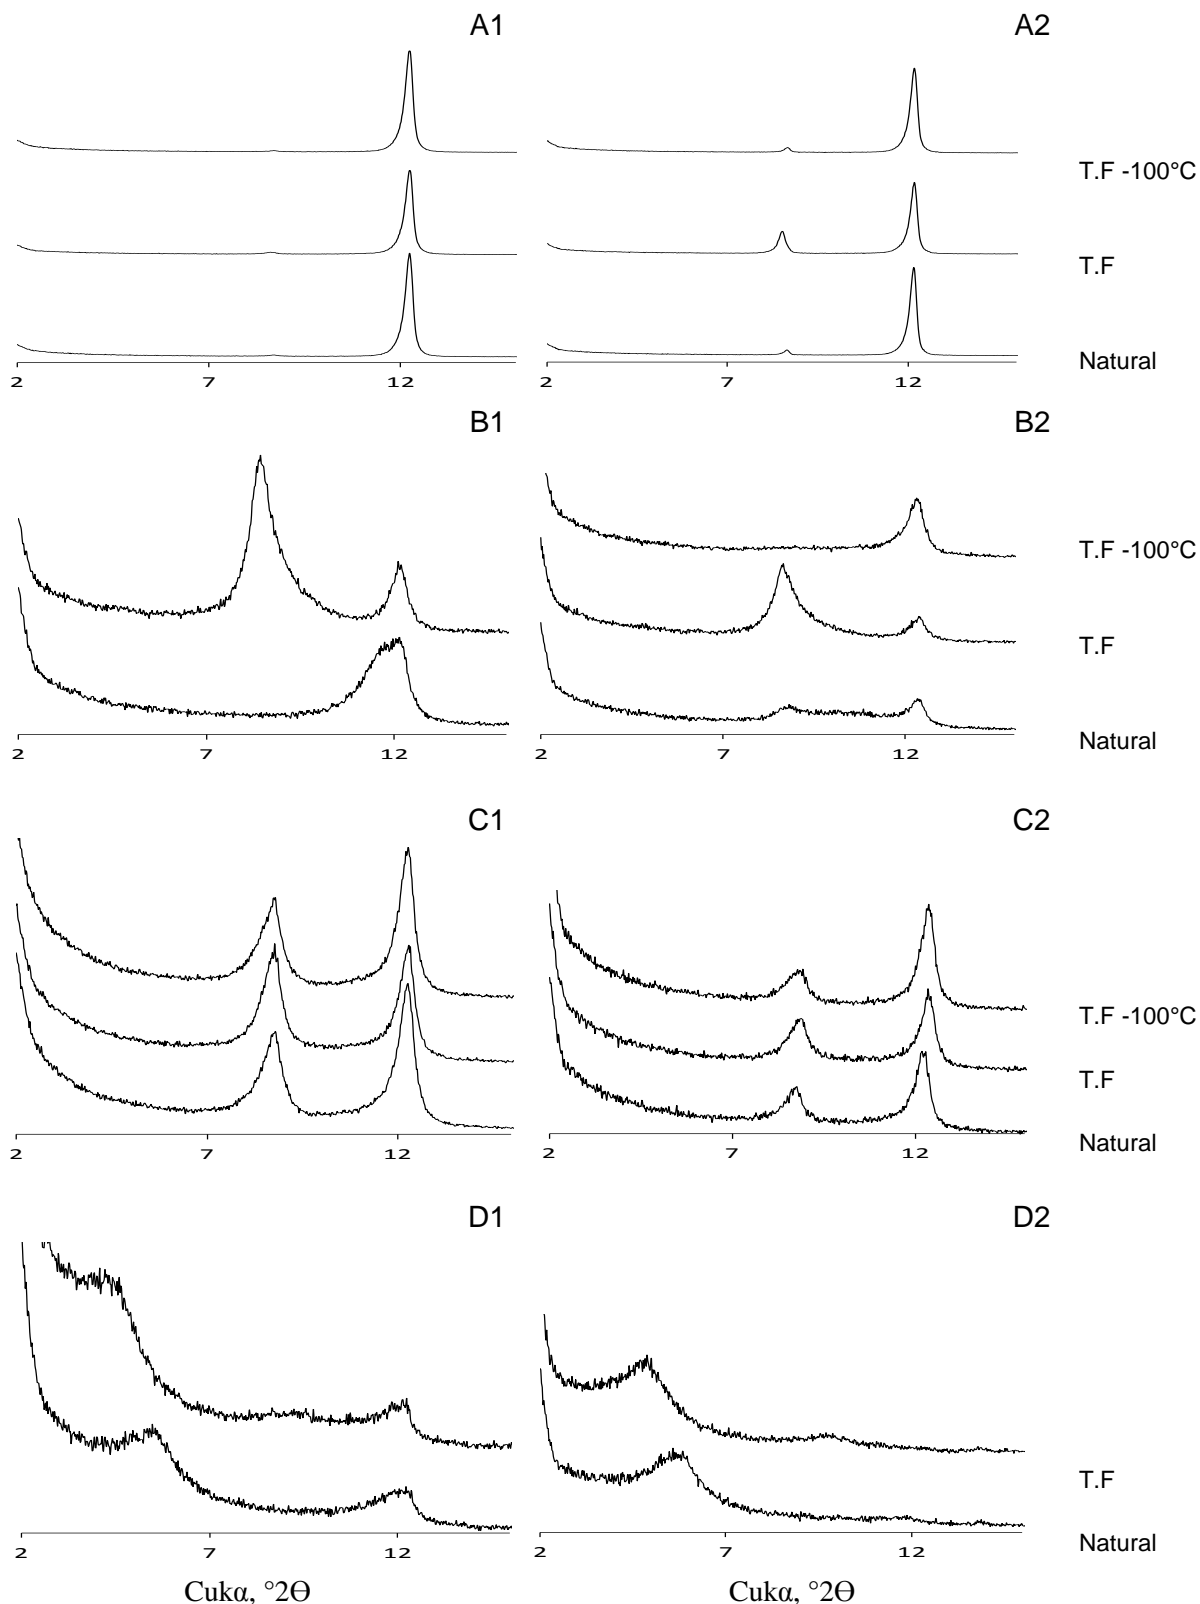 A1 A2
T.F -100°C
T.F
Natural
2 7 12 2 7 12
B1 B2
T.F -100°C
T.F
Natural
2 7 12 2 7 12
C1 C2
T.F -100°C
T.F
Natural
2 7 12 2 7 12
D1 D2
T.F
Natural
2 7 12 2 7 12
Cukα, °2Θ Cukα, °2Θ